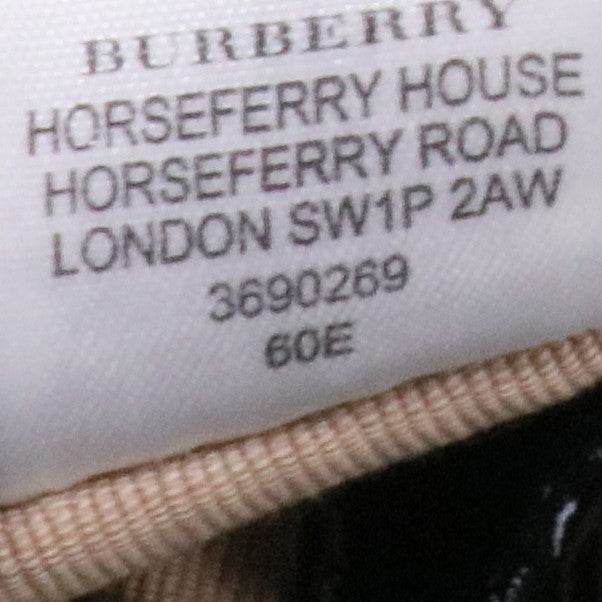 BURBERRY
HORSEFERRY HOUSE
HORSEFERRY ROAD
LONDON SW1P 2AW
3690269
60E